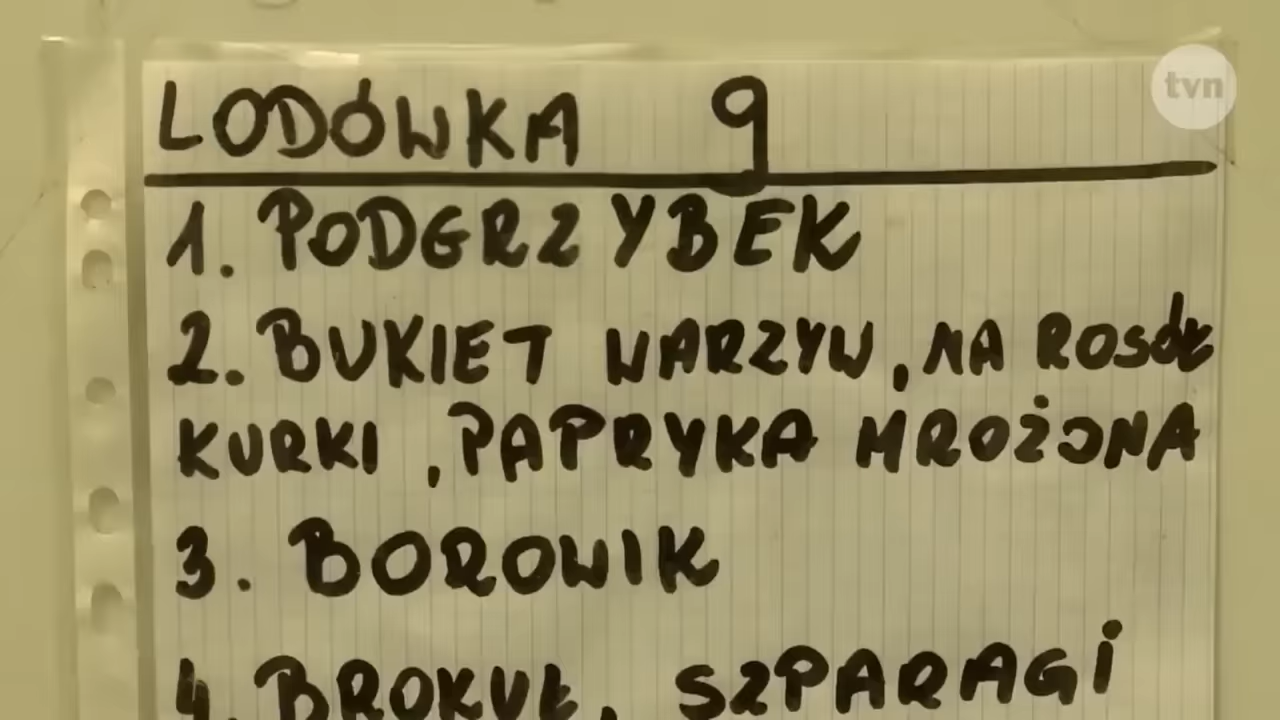 LODÓWKA 9
tvn
1. PODGRZYBEK
2. BUKIET WARZYW, NA ROSÓŁ
KURKI, PAPRYKA MROŻONA
3. BOROWIK
4. BROKUŁ, SZPARAGI